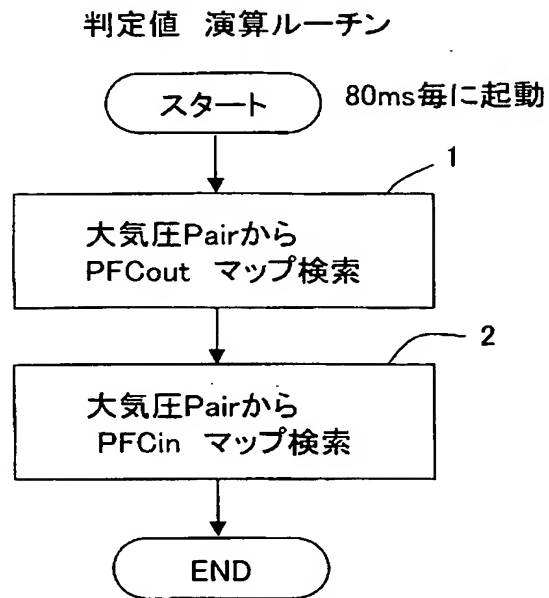 判定値 演算ルーチン
スタート
80ms毎に起動
1
大気圧Pairから
PFCout マップ検索
2
大気圧Pairから
PFCin マップ検索
END